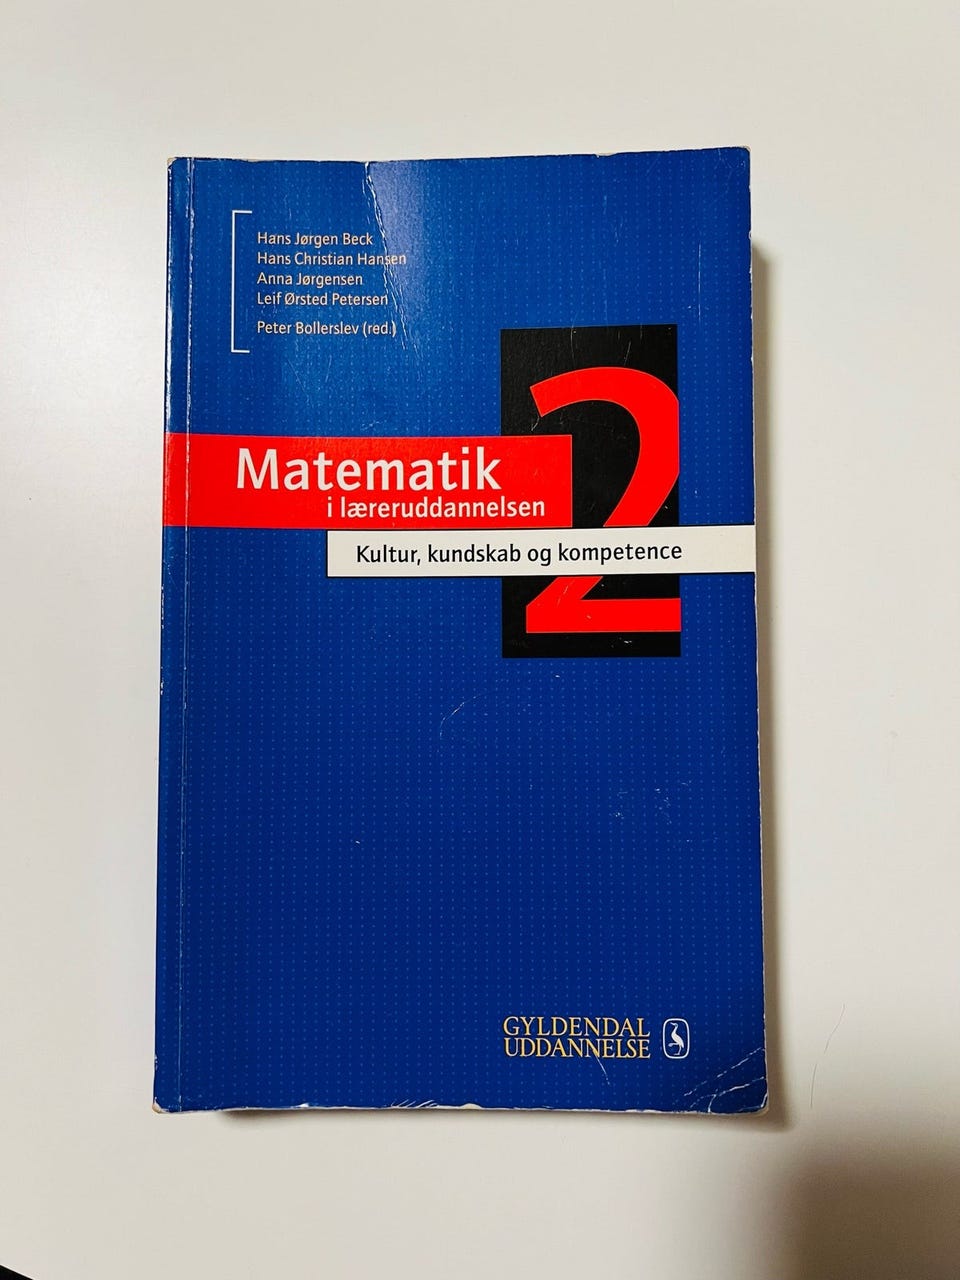 Hans Jørgen Beck
Hans Christian Hansen
Anna Jørgensen
Leif Ørsted Petersen
Peter Bollerslev (red.)
2
Matematik
i læreruddannelsen
Kultur, kundskab og kompetence
GYLDENDAL
UDDANNELSE